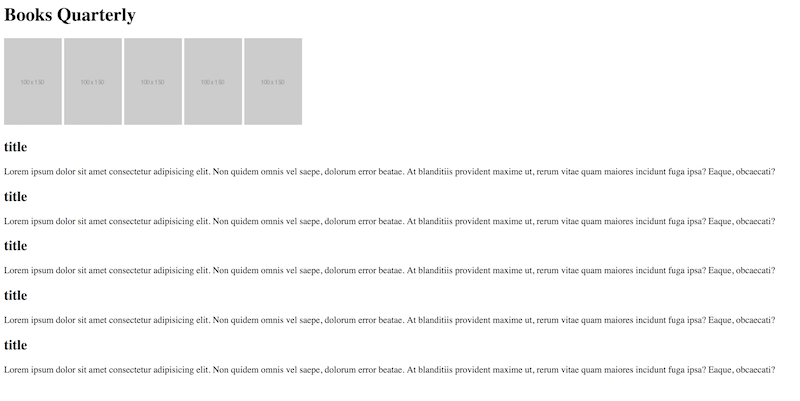 Books Quarterly
100 x 150 100 x 150 100 x 150 100 x 150 100 x 150
title
Lorem ipsum dolor sit amet consectetur adipisicing elit. Non quidem omnis vel saepe, dolorum error beatae. At blanditiis provident maxime ut, rerum vitae quam maiores incidunt fuga ipsa? Eaque, obcaecati?
title
Lorem ipsum dolor sit amet consectetur adipisicing elit. Non quidem omnis vel saepe, dolorum error beatae. At blanditiis provident maxime ut, rerum vitae quam maiores incidunt fuga ipsa? Eaque, obcaecati?
title
Lorem ipsum dolor sit amet consectetur adipisicing elit. Non quidem omnis vel saepe, dolorum error beatae. At blanditiis provident maxime ut, rerum vitae quam maiores incidunt fuga ipsa? Eaque, obcaecati?
title
Lorem ipsum dolor sit amet consectetur adipisicing elit. Non quidem omnis vel saepe, dolorum error beatae. At blanditiis provident maxime ut, rerum vitae quam maiores incidunt fuga ipsa? Eaque, obcaecati?
title
Lorem ipsum dolor sit amet consectetur adipisicing elit. Non quidem omnis vel saepe, dolorum error beatae. At blanditiis provident maxime ut, rerum vitae quam maiores incidunt fuga ipsa? Eaque, obcaecati?